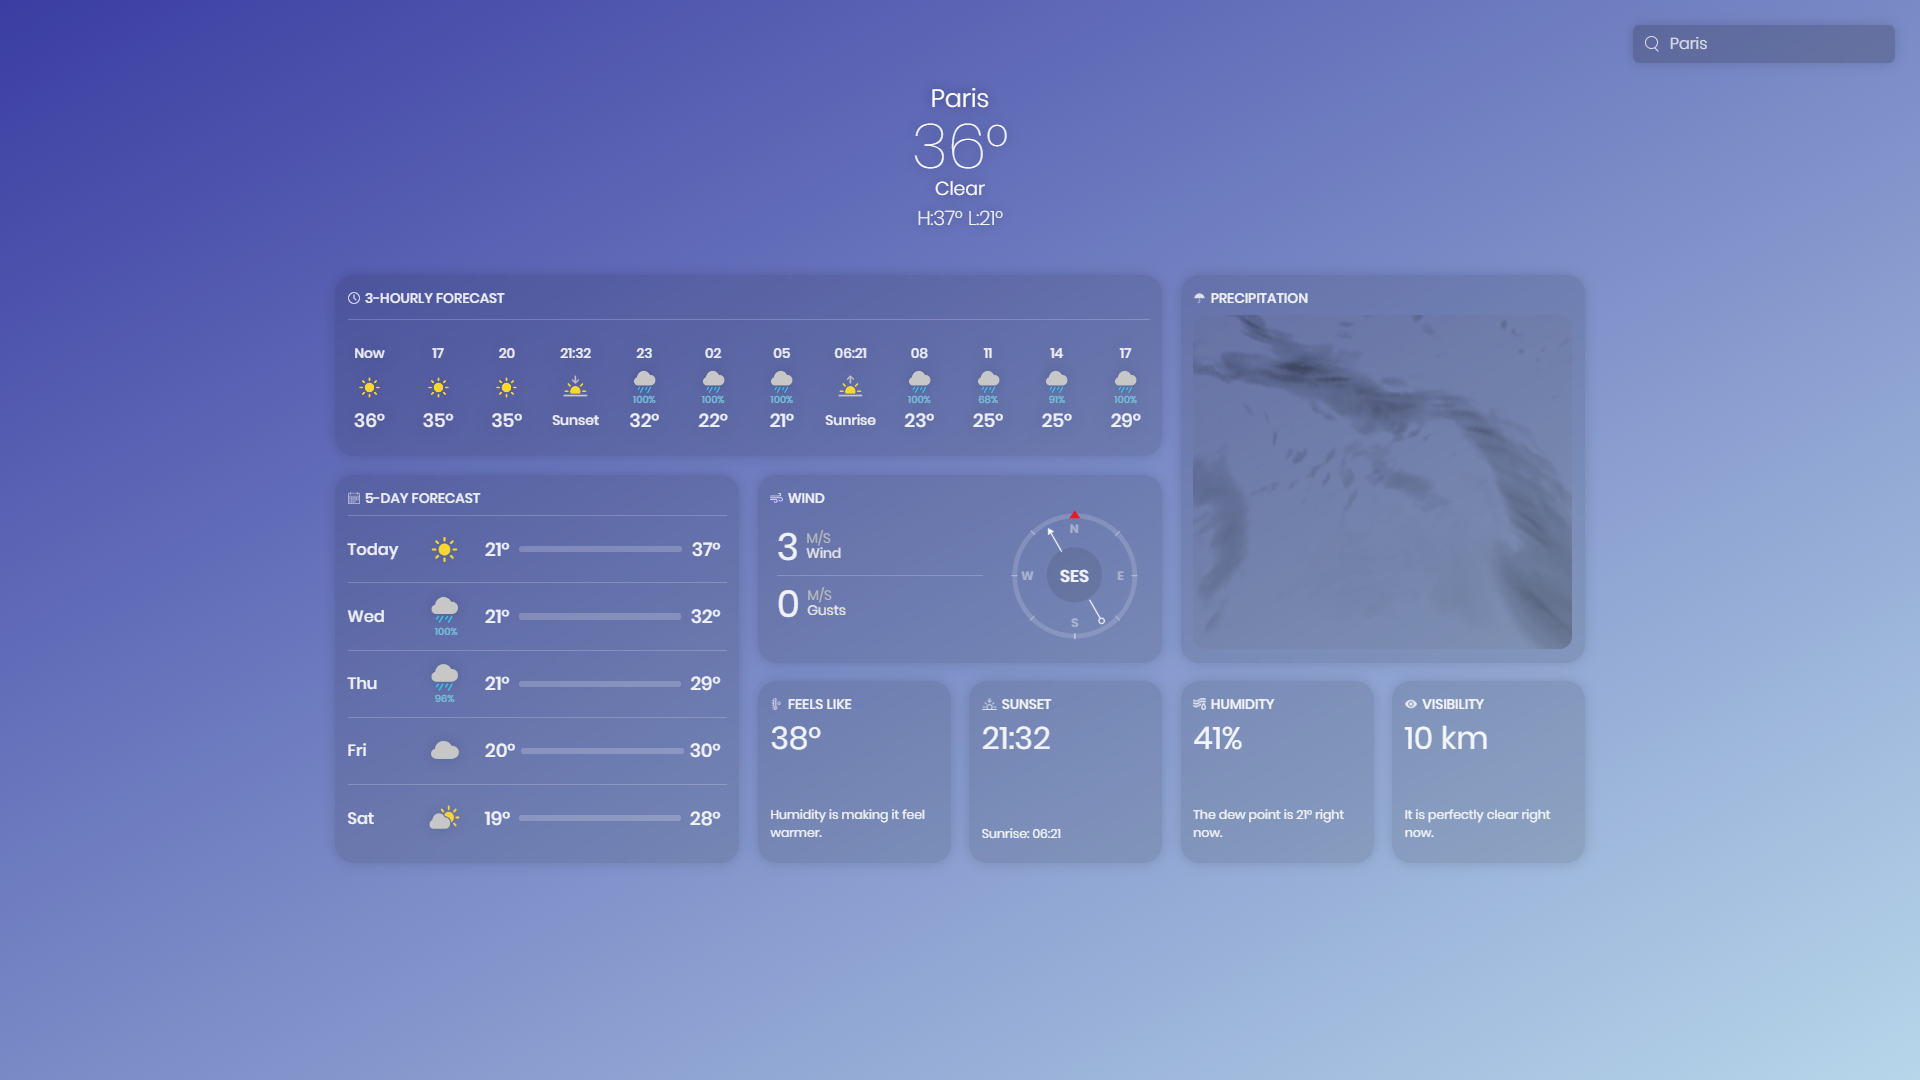 Paris
Paris
36°
Clear
H:37° L:21°
3-HOURLY FORECAST
Now 17 20 21:32 23 02 05 06:21 08 11 14 17
100% 100% 100% 100% 68% 91% 100%
36° 35° 35° Sunset 32° 22° 21° Sunrise 23° 25° 25° 29°
PRECIPITATION
5-DAY FORECAST
Today 21° 37°
Wed 100% 21° 32°
Thu 96% 21° 29°
Fri 20° 30°
Sat 19° 28°
WIND
3 M/S Wind
0 M/S Gusts
N
W SES E
S
FEELS LIKE
38°
Humidity is making it feel
warmer.
SUNSET
21:32
Sunrise: 06:21
HUMIDITY
41%
The dew point is 21° right
now.
VISIBILITY
10 km
It is perfectly clear right
now.